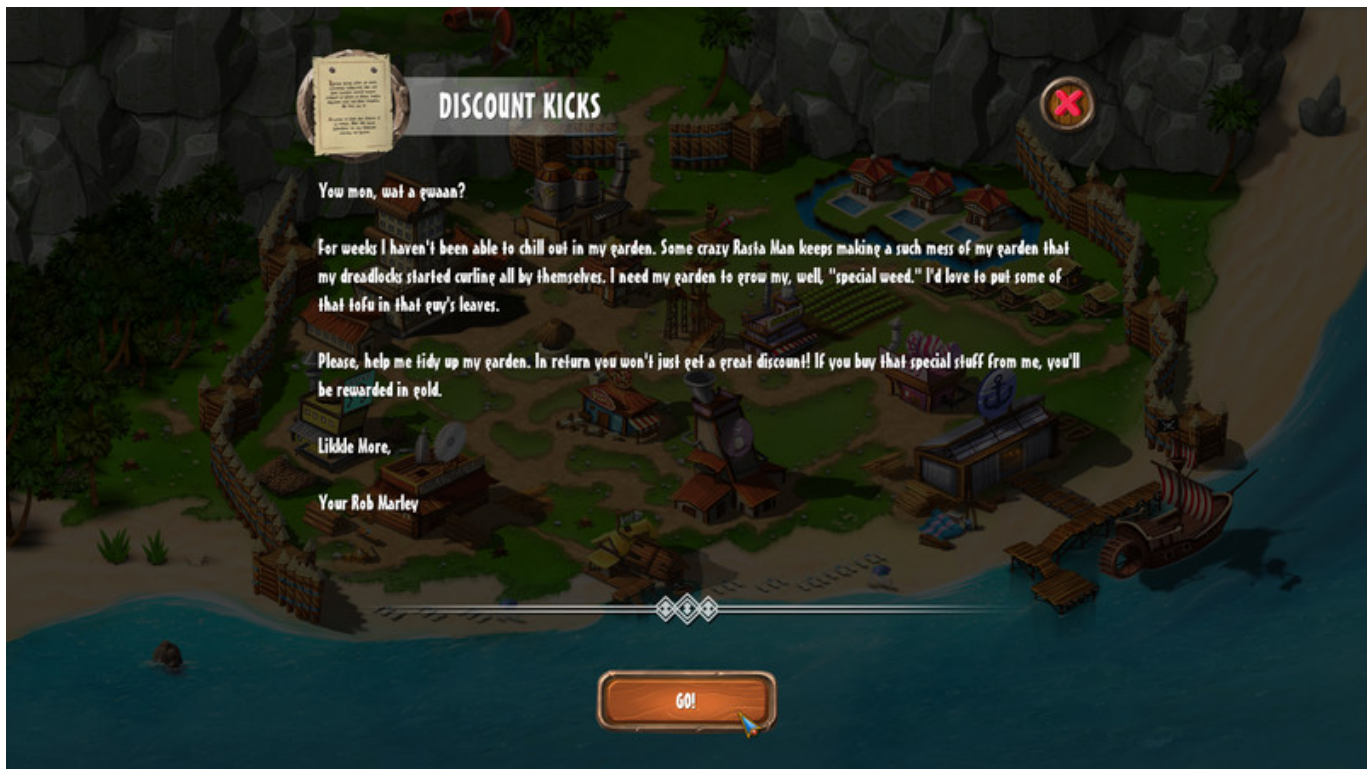 DISCOUNT KICKS
Yow mon, wat a gwaan?
For weeks I haven't been able to chill out in my garden. Some crazy Rasta Man keeps making a such mess of my garden that
my dreadlocks started curling all by themselves. I need my garden to grow my, well, "special weed." I'd love to put some of
that tofu in that guy's leaves.
Please, help me tidy up my garden. In return you won't just get a great discount! If you buy that special stuff from me, you'll
be rewarded in gold.
Likkle More,
Your Rob Marley
GO!